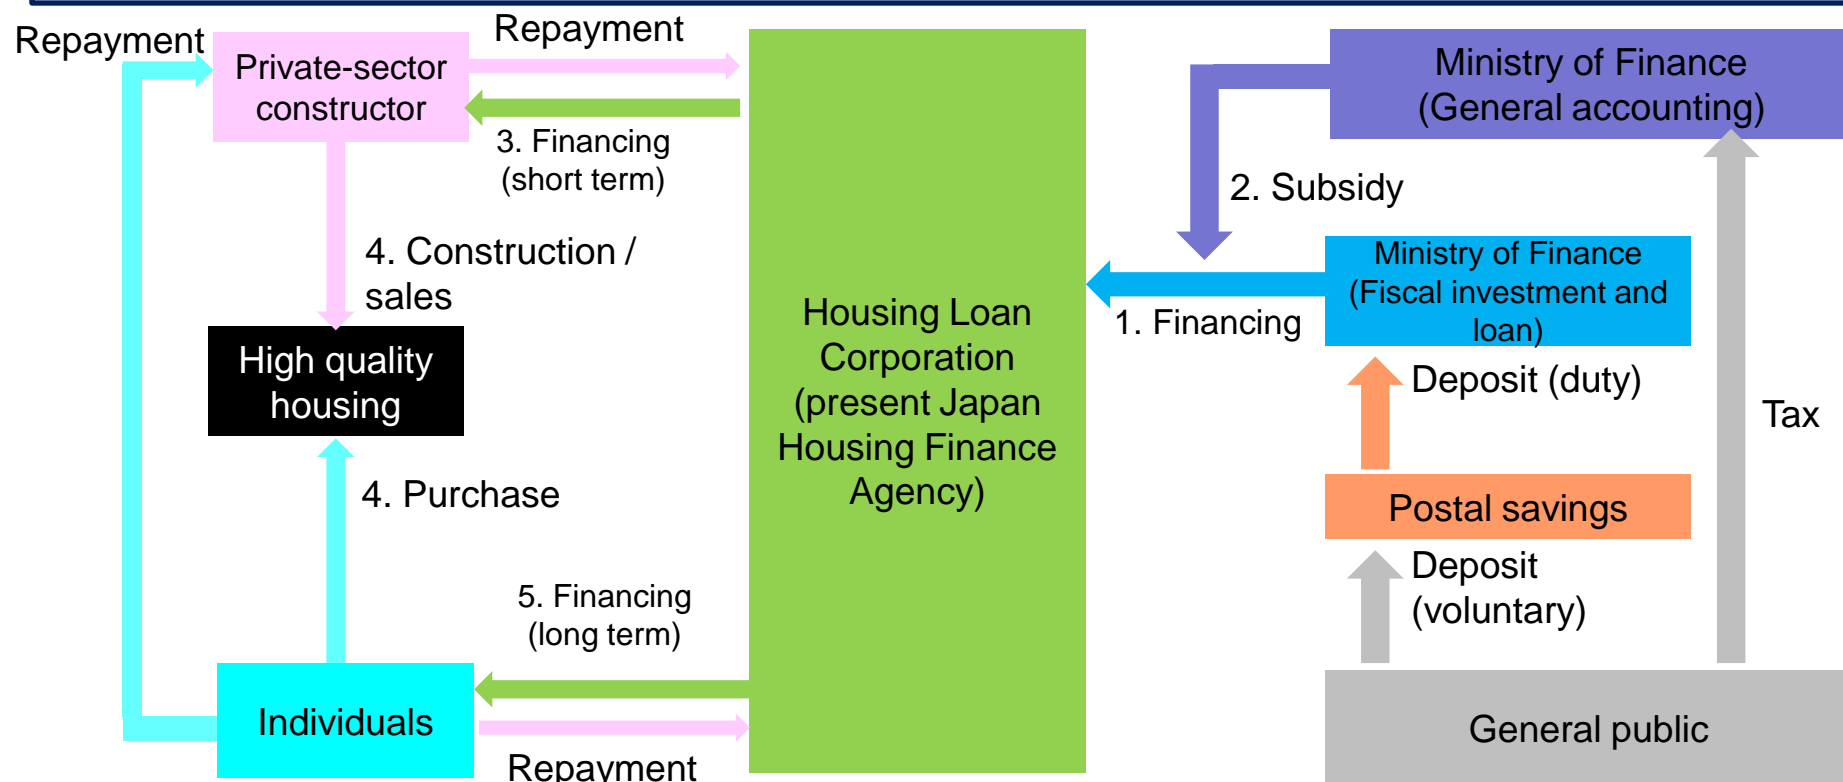 Repayment
Private-sector
constructor
Repayment
3. Financing
(short term)
4. Construction /
sales
High quality
housing
4. Purchase
5. Financing
(long term)
Individuals
Repayment
Housing Loan
Corporation
(present Japan
Housing Finance
Agency)
Ministry of Finance
(General accounting)
2. Subsidy
Ministry of Finance
(Fiscal investment and
loan)
1. Financing
Deposit (duty)
Tax
Postal savings
Deposit
(voluntary)
General public